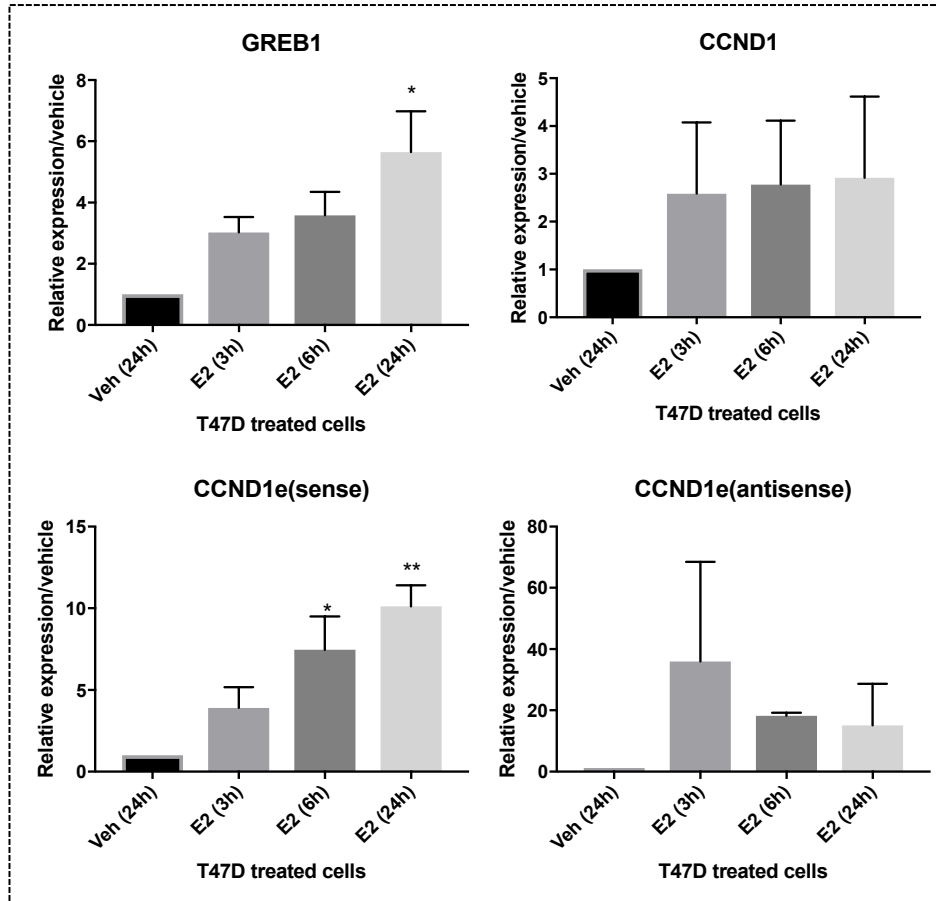 GREB1
Relative expression/vehicle
8
6
4
2
0
*
Veh (24h)
E2 (3h)
E2 (6h)
E2 (24h)
T47D treated cells
CCND1
Relative expression/vehicle
5
4
3
2
1
0
Veh (24h)
E2 (3h)
E2 (6h)
E2 (24h)
T47D treated cells
CCND1e(sense)
Relative expression/vehicle
15
10
5
0
*
**
Veh (24h)
E2 (3h)
E2 (6h)
E2 (24h)
T47D treated cells
CCND1e(antisense)
Relative expression/vehicle
80
60
40
20
0
Veh (24h)
E2 (3h)
E2 (6h)
E2 (24h)
T47D treated cells